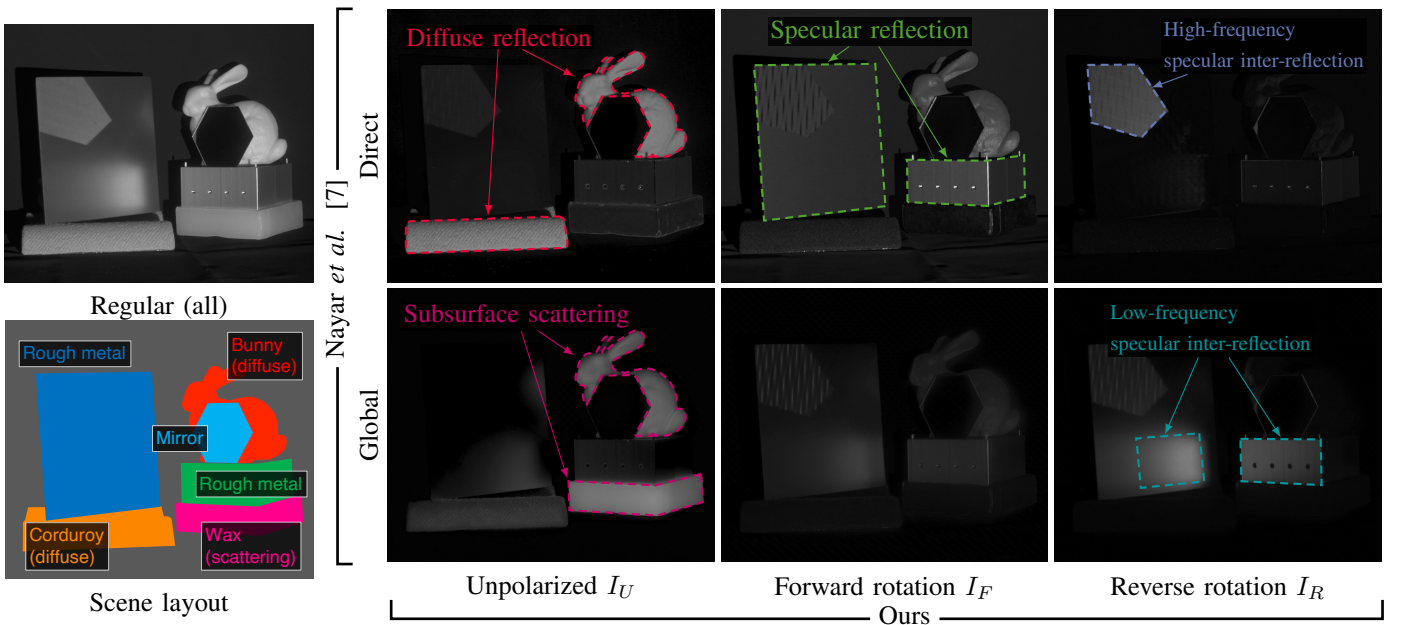 Regular (all)
Rough metal
Bunny
(diffuse)
Mirror
Rough metal
Corduroy
(diffuse)
Wax
(scattering)
Scene layout
Nayar et al. [7]
Direct
Global
Diffuse reflection
Specular reflection
High-frequency
specular inter-reflection
Subsurface scattering
Low-frequency
specular inter-reflection
Unpolarized I_U
Forward rotation I_F
Reverse rotation I_R
Ours